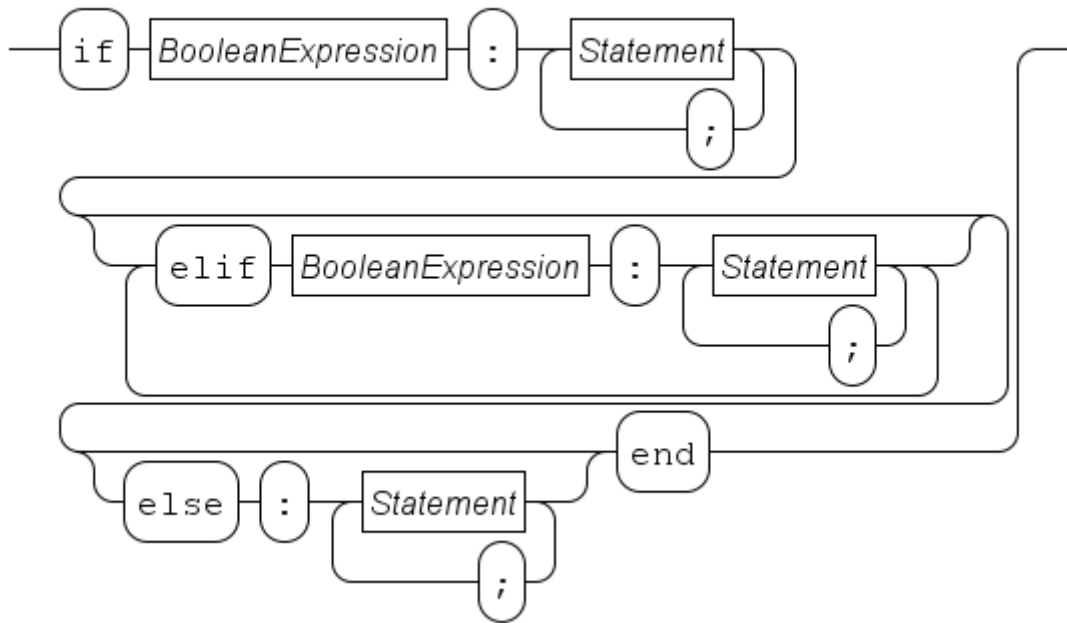 if BooleanExpression : Statement
;
elif BooleanExpression : Statement
;
end
else : Statement
;